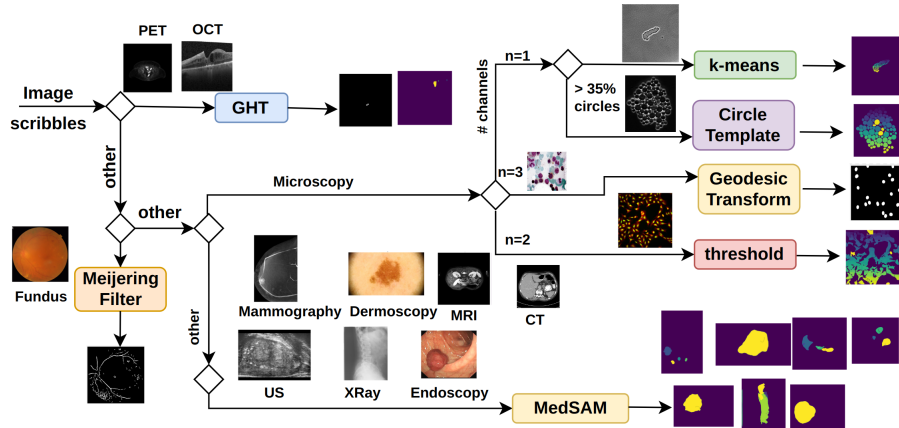 PET
OCT
Image
scribbles
GHT
other
other
Fundus
Meijering
Filter
Microscopy
# channels
n=1
n=3
n=2
> 35%
circles
k-means
Circle
Template
Geodesic
Transform
threshold
other
Mammography
Dermoscopy
MRI
CT
US
XRay
Endoscopy
MedSAM